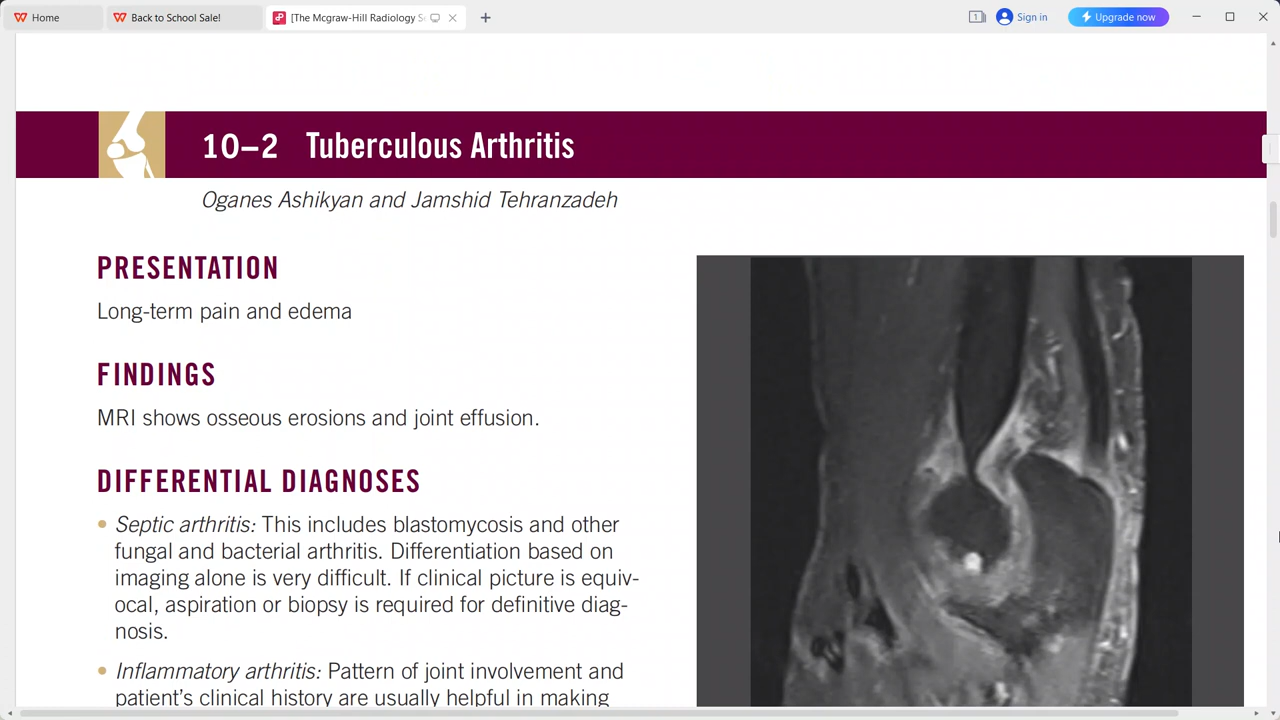 Home
Back to School Sale!
[The Mcgraw-Hill Radiology S
1
Sign in
Upgrade now
10–2 Tuberculous Arthritis
Oganes Ashikyan and Jamshid Tehranzadeh
PRESENTATION
Long-term pain and edema
FINDINGS
MRI shows osseous erosions and joint effusion.
DIFFERENTIAL DIAGNOSES
• Septic arthritis: This includes blastomycosis and other
fungal and bacterial arthritis. Differentiation based on
imaging alone is very difficult. If clinical picture is equiv-
ocal, aspiration or biopsy is required for definitive diag-
nosis.
• Inflammatory arthritis: Pattern of joint involvement and
patient’s clinical history are usually helpful in making